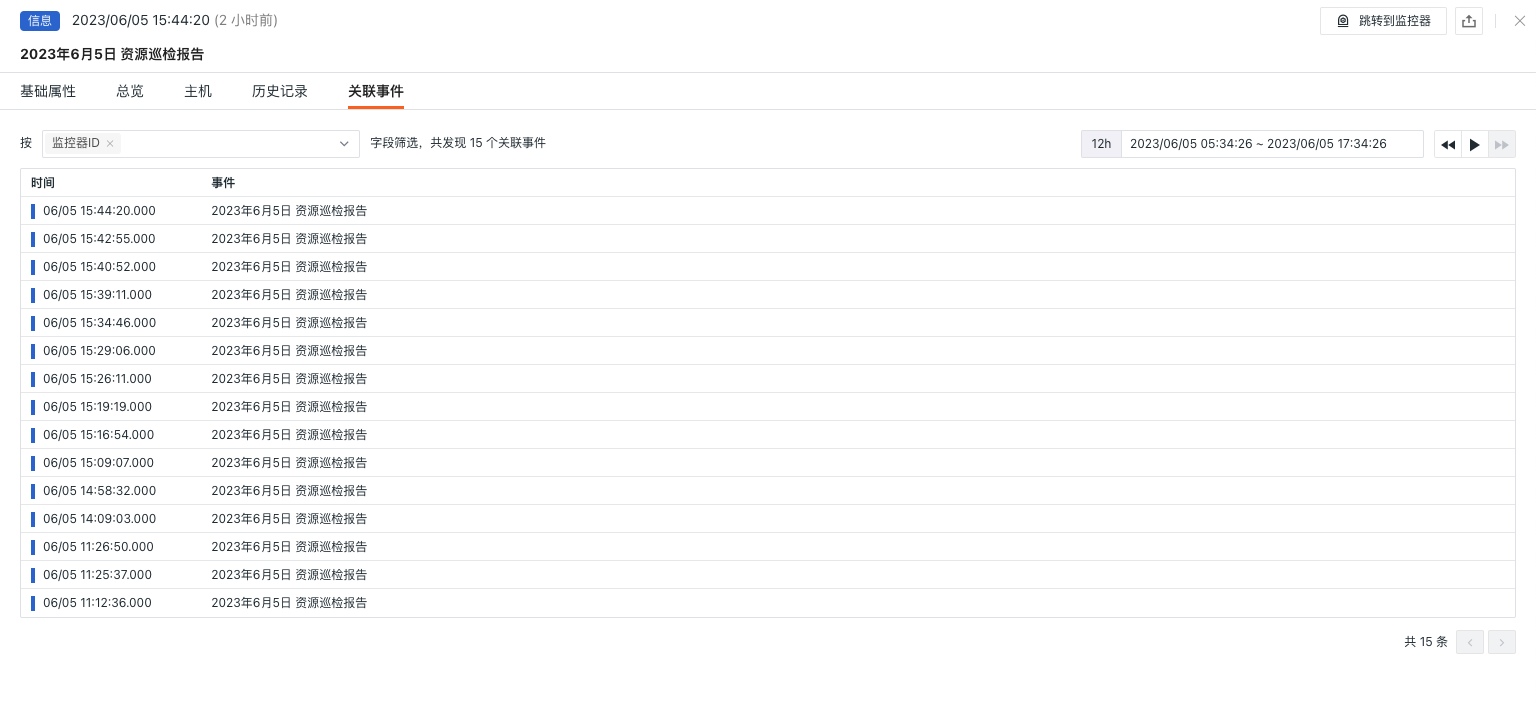 信息 2023/06/05 15:44:20 (2 小时前) 跳转到监控器
2023年6月5日 资源巡检报告
基础属性 总览 主机 历史记录 关联事件
按 监控器ID 字段筛选，共发现 15 个关联事件 12h 2023/06/05 05:34:26 ~ 2023/06/05 17:34:26
时间 事件
06/05 15:44:20.000 2023年6月5日 资源巡检报告
06/05 15:42:55.000 2023年6月5日 资源巡检报告
06/05 15:40:52.000 2023年6月5日 资源巡检报告
06/05 15:39:11.000 2023年6月5日 资源巡检报告
06/05 15:34:46.000 2023年6月5日 资源巡检报告
06/05 15:29:06.000 2023年6月5日 资源巡检报告
06/05 15:26:11.000 2023年6月5日 资源巡检报告
06/05 15:19:19.000 2023年6月5日 资源巡检报告
06/05 15:16:54.000 2023年6月5日 资源巡检报告
06/05 15:09:07.000 2023年6月5日 资源巡检报告
06/05 14:58:32.000 2023年6月5日 资源巡检报告
06/05 14:09:03.000 2023年6月5日 资源巡检报告
06/05 11:26:50.000 2023年6月5日 资源巡检报告
06/05 11:25:37.000 2023年6月5日 资源巡检报告
06/05 11:12:36.000 2023年6月5日 资源巡检报告
共 15 条